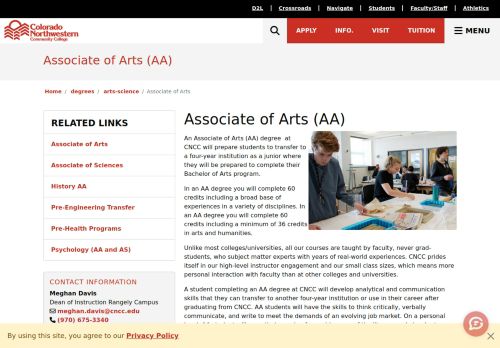 D2L | Crossroads | Navigate | Students | Faculty/Staff | Athletics
Colorado
Northwestern
Community College
APPLY INFO. VISIT TUITION MENU
Associate of Arts (AA)
Home / degrees / arts-science / Associate of Arts
RELATED LINKS
Associate of Arts
Associate of Sciences
History AA
Pre-Engineering Transfer
Pre-Health Programs
Psychology (AA and AS)
CONTACT INFORMATION
Meghan Davis
Dean of Instruction Rangely Campus
meghan.davis@cncc.edu
(970) 675-3340
Associate of Arts (AA)
An Associate of Arts (AA) degree at
CNCC will prepare students to transfer to
a four-year institution as a junior where
they will be prepared to complete their
Bachelor of Arts program.
In an AA degree you will complete 60
credits including a broad base of
experiences in a variety of disciplines. In
an AA degree you will complete 60
credits including a minimum of 36 credits
in arts and humanities.
Unlike most colleges/universities, all our courses are taught by faculty, never grad-
students, who subject matter experts with years of real-world experiences. CNCC prides
itself in our high-level instructor engagement and our small class sizes, which means more
personal interaction with faculty than at other colleges and universities.
A student completing an AA degree at CNCC will develop analytical and communication
skills that they can transfer to another four-year institution or use in their career after
graduating from CNCC. AA students will have the skills to think critically, verbally
communicate, and write to meet the demands of an evolving job market. On a personal
By using this site, you agree to our Privacy Policy
×